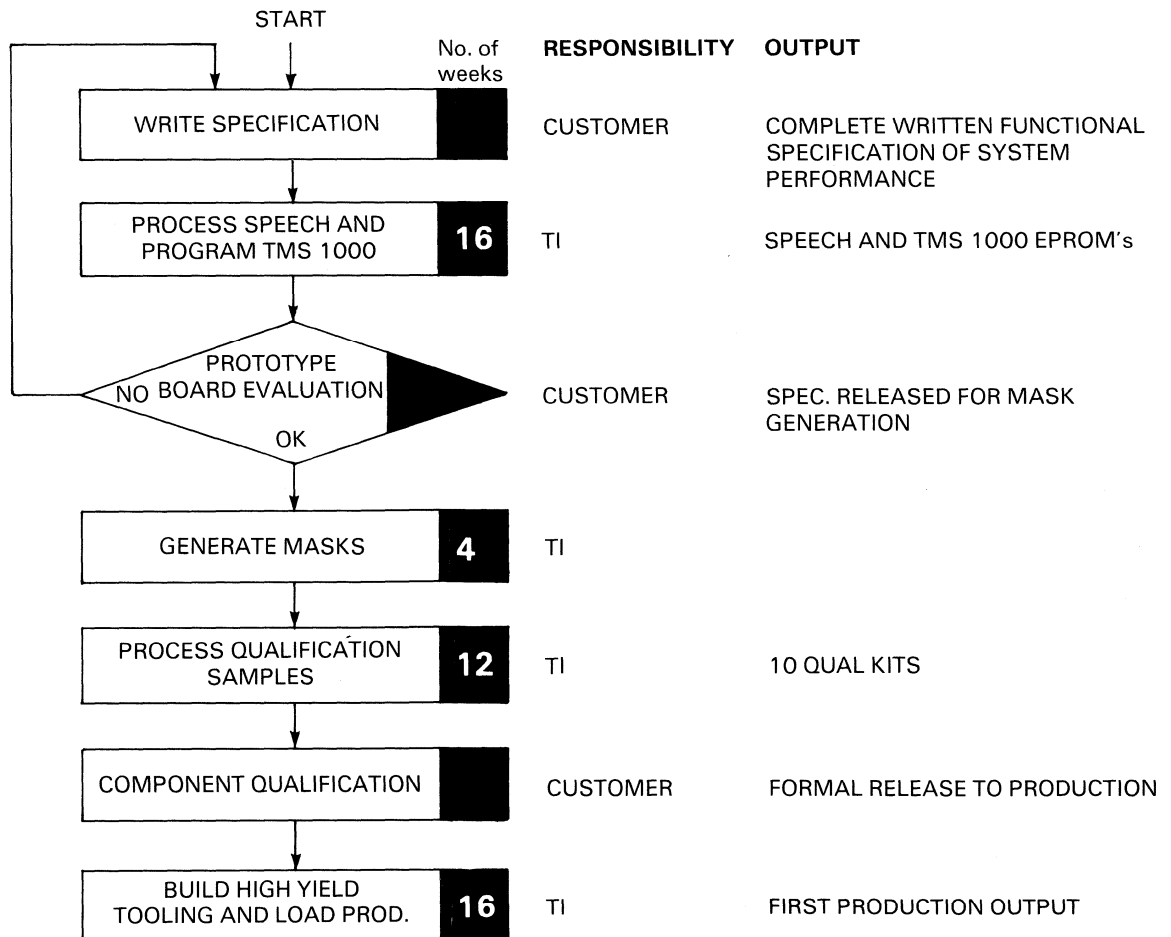 START
No. of
weeks
RESPONSIBILITY
OUTPUT
WRITE SPECIFICATION
CUSTOMER
COMPLETE WRITTEN FUNCTIONAL
SPECIFICATION OF SYSTEM
PERFORMANCE
PROCESS SPEECH AND
PROGRAM TMS 1000
16
TI
SPEECH AND TMS 1000 EPROM's
PROTOTYPE
BOARD EVALUATION
NO
OK
CUSTOMER
SPEC. RELEASED FOR MASK
GENERATION
GENERATE MASKS
4
TI
PROCESS QUALIFICATION
SAMPLES
12
TI
10 QUAL KITS
COMPONENT QUALIFICATION
CUSTOMER
FORMAL RELEASE TO PRODUCTION
BUILD HIGH YIELD
TOOLING AND LOAD PROD.
16
TI
FIRST PRODUCTION OUTPUT